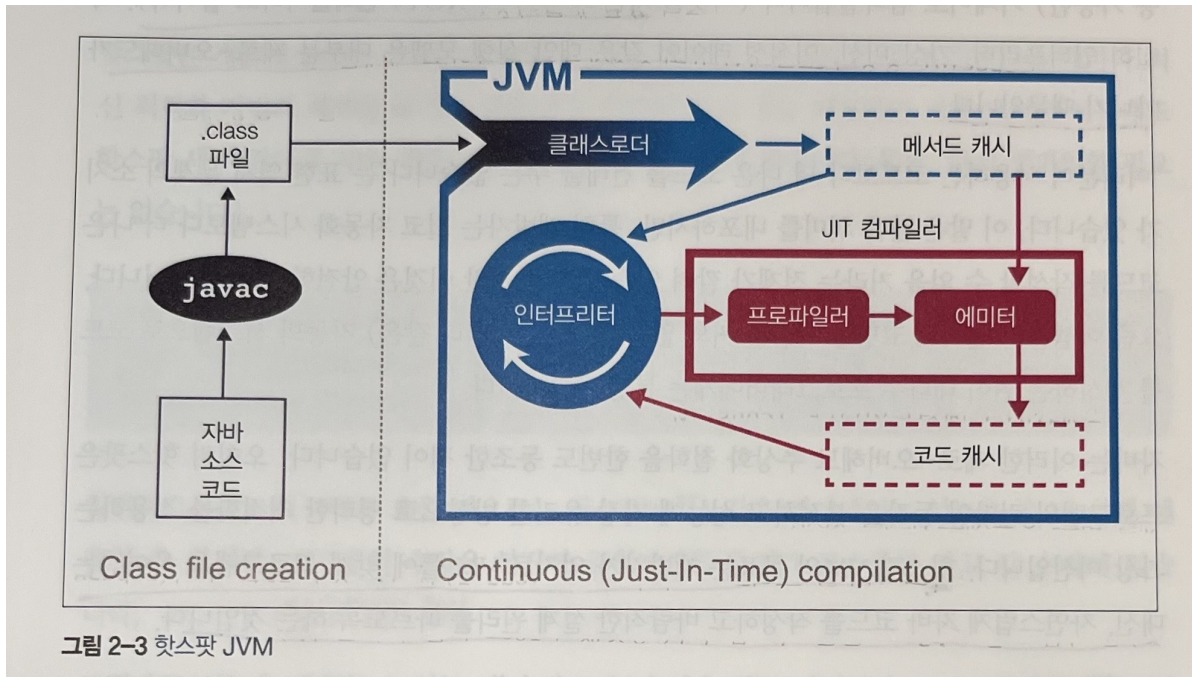 JVM
.class
파일
클래스로더
메서드 캐시
JIT 컴파일러
javac
인터프리터
프로파일러
에미터
자바
소스
코드
코드 캐시
Class file creation
Continuous (Just-In-Time) compilation
그림 2–3 핫스팟 JVM